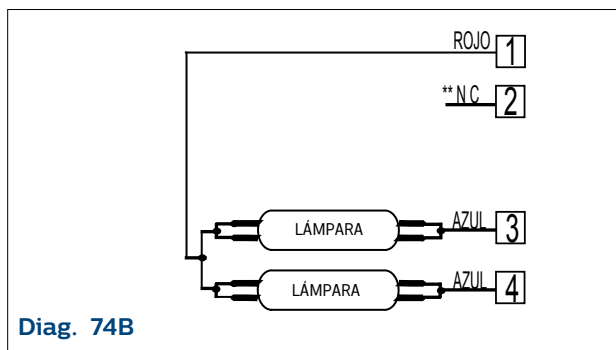 ROJO 1
** N C 2
LÁMPARA AZUL 3
LÁMPARA AZUL 4
Diag. 74B